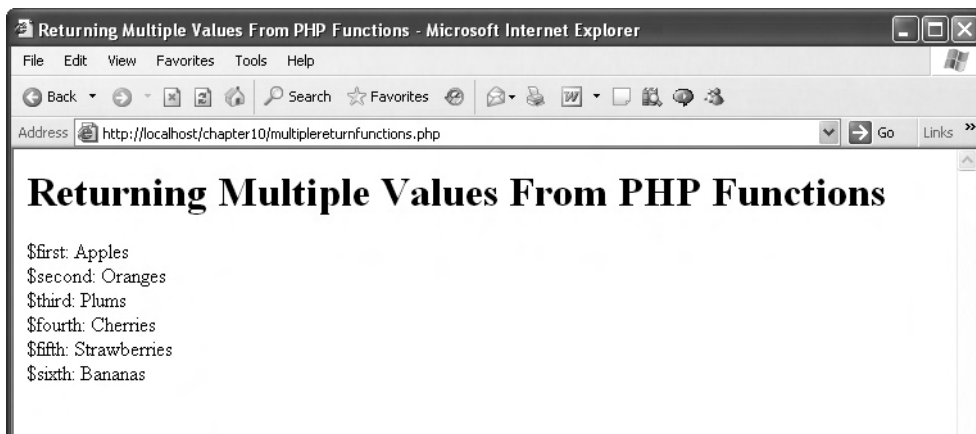 Returning Multiple Values From PHP Functions - Microsoft Internet Explorer
File Edit View Favorites Tools Help
Back Search Favorites
Address http://localhost/chapter10/multiplereturnfunctions.php Go Links »
Returning Multiple Values From PHP Functions
$first: Apples
$second: Oranges
$third: Plums
$fourth: Cherries
$fifth: Strawberries
$sixth: Bananas